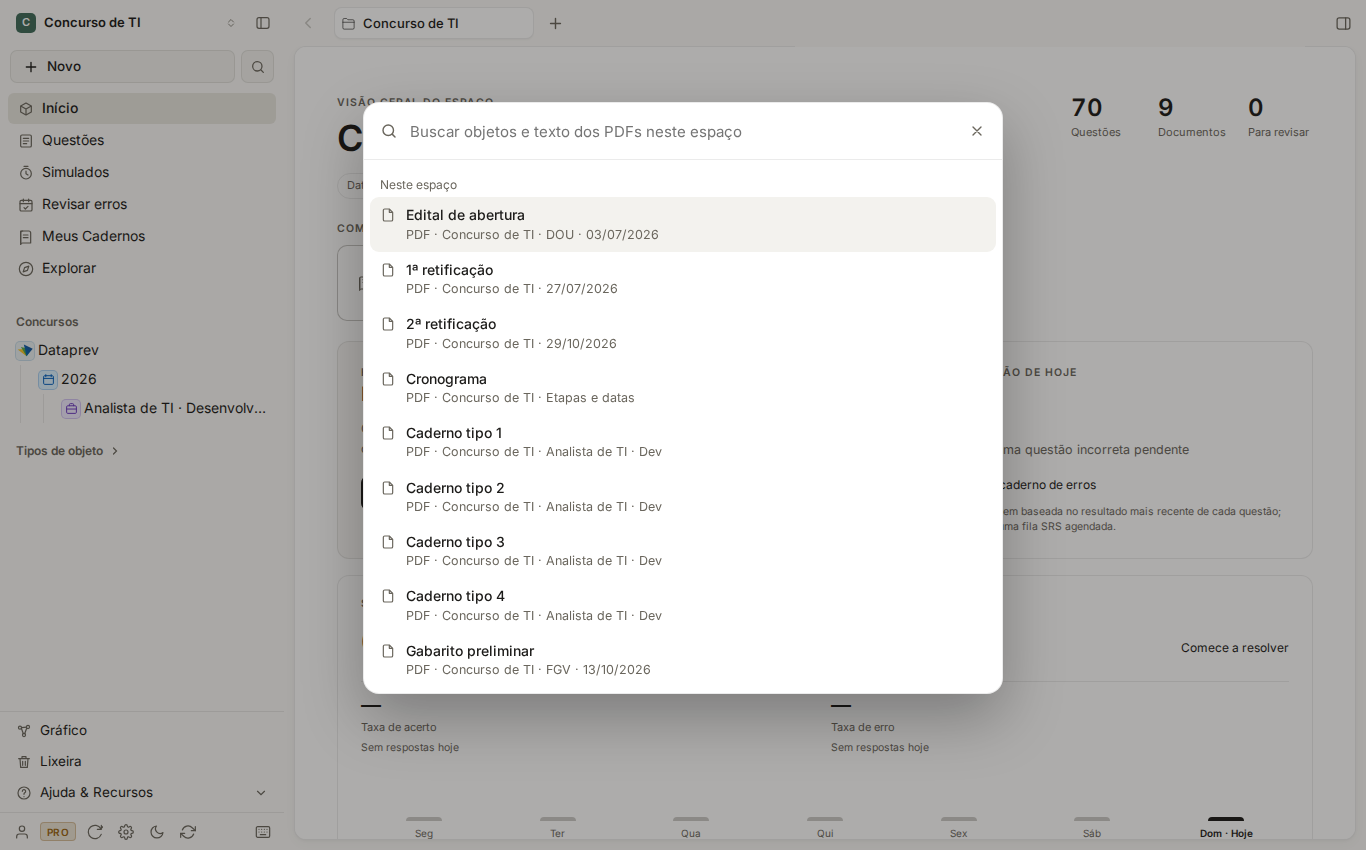 C
Concurso de TI
Concurso de TI
Novo
Início
Questões
Simulados
Revisar erros
Meus Cadernos
Explorar
Concursos
Dataprev
2026
Analista de TI · Desenvolv...
Tipos de objeto
Gráfico
Lixeira
Ajuda & Recursos
PRO
VISÃO GERAL DO ESPAÇO
C
Dat
COM
70
Questões
9
Documentos
0
Para revisar
Buscar objetos e texto dos PDFs neste espaço
Neste espaço
Edital de abertura
PDF · Concurso de TI · DOU · 03/07/2026
1ª retificação
PDF · Concurso de TI · 27/07/2026
2ª retificação
PDF · Concurso de TI · 29/10/2026
Cronograma
PDF · Concurso de TI · Etapas e datas
Caderno tipo 1
PDF · Concurso de TI · Analista de TI · Dev
Caderno tipo 2
PDF · Concurso de TI · Analista de TI · Dev
Caderno tipo 3
PDF · Concurso de TI · Analista de TI · Dev
Caderno tipo 4
PDF · Concurso de TI · Analista de TI · Dev
Gabarito preliminar
PDF · Concurso de TI · FGV · 13/10/2026
ÃO DE HOJE
ma questão incorreta pendente
caderno de erros
em baseada no resultado mais recente de cada questão;
ma fila SRS agendada.
Comece a resolver
—
Taxa de acerto
Sem respostas hoje
—
Taxa de erro
Sem respostas hoje
Seg
Ter
Qua
Qui
Sex
Sáb
Dom · Hoje